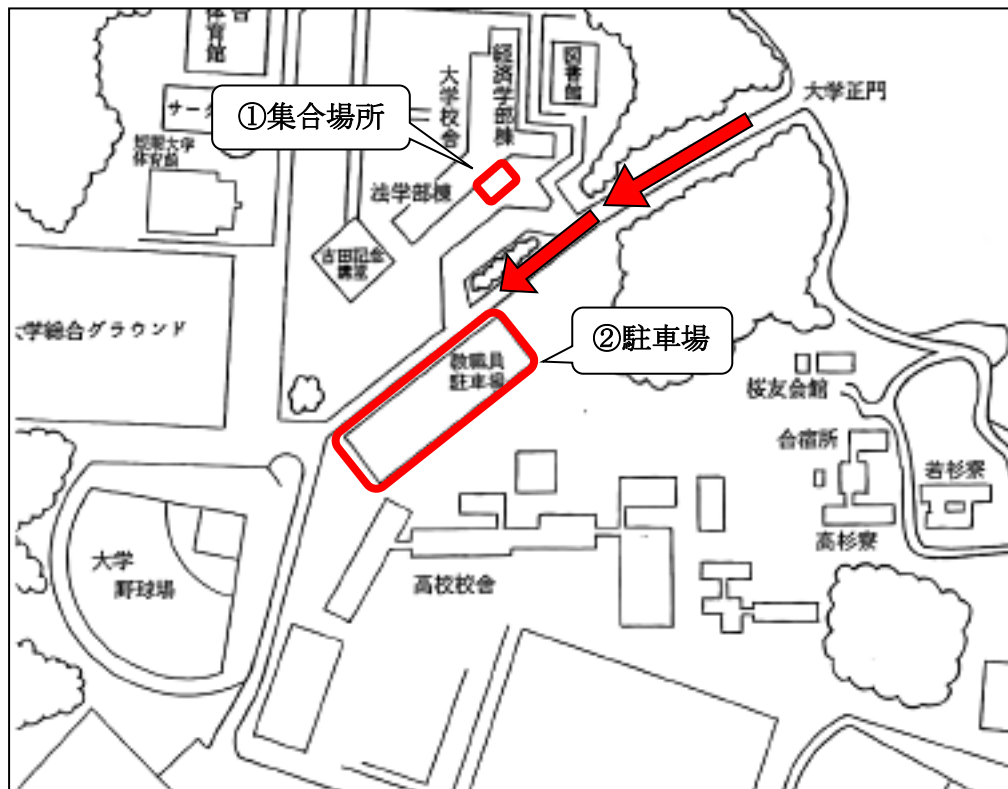 体育館
サーク
短期大学
体育館
①集合場所
大学校舎
経済学部棟
図書館
大学正門
法学部棟
吉田記念
講堂
大学総合グラウンド
教職員
駐車場
②駐車場
桜友会館
合宿所
若杉寮
高杉寮
大学
野球場
高校校舎